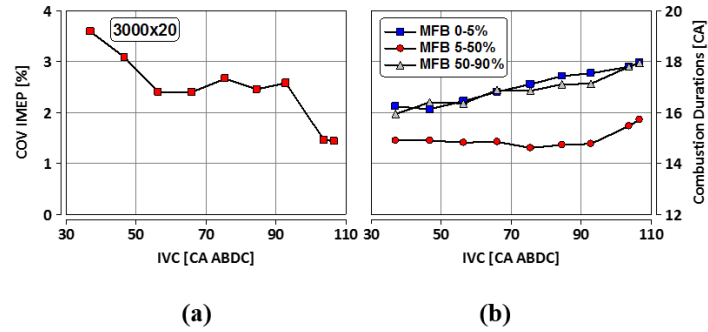 4
3
2
1
0
COV IMEP [%]
3000x20
30 50 70 90 110
IVC [CA ABDC]
(a)
MFB 0-5%
MFB 5-50%
MFB 50-90%
20
18
16
14
12
Combustion Durations [CA]
30 50 70 90 110
IVC [CA ABDC]
(b)